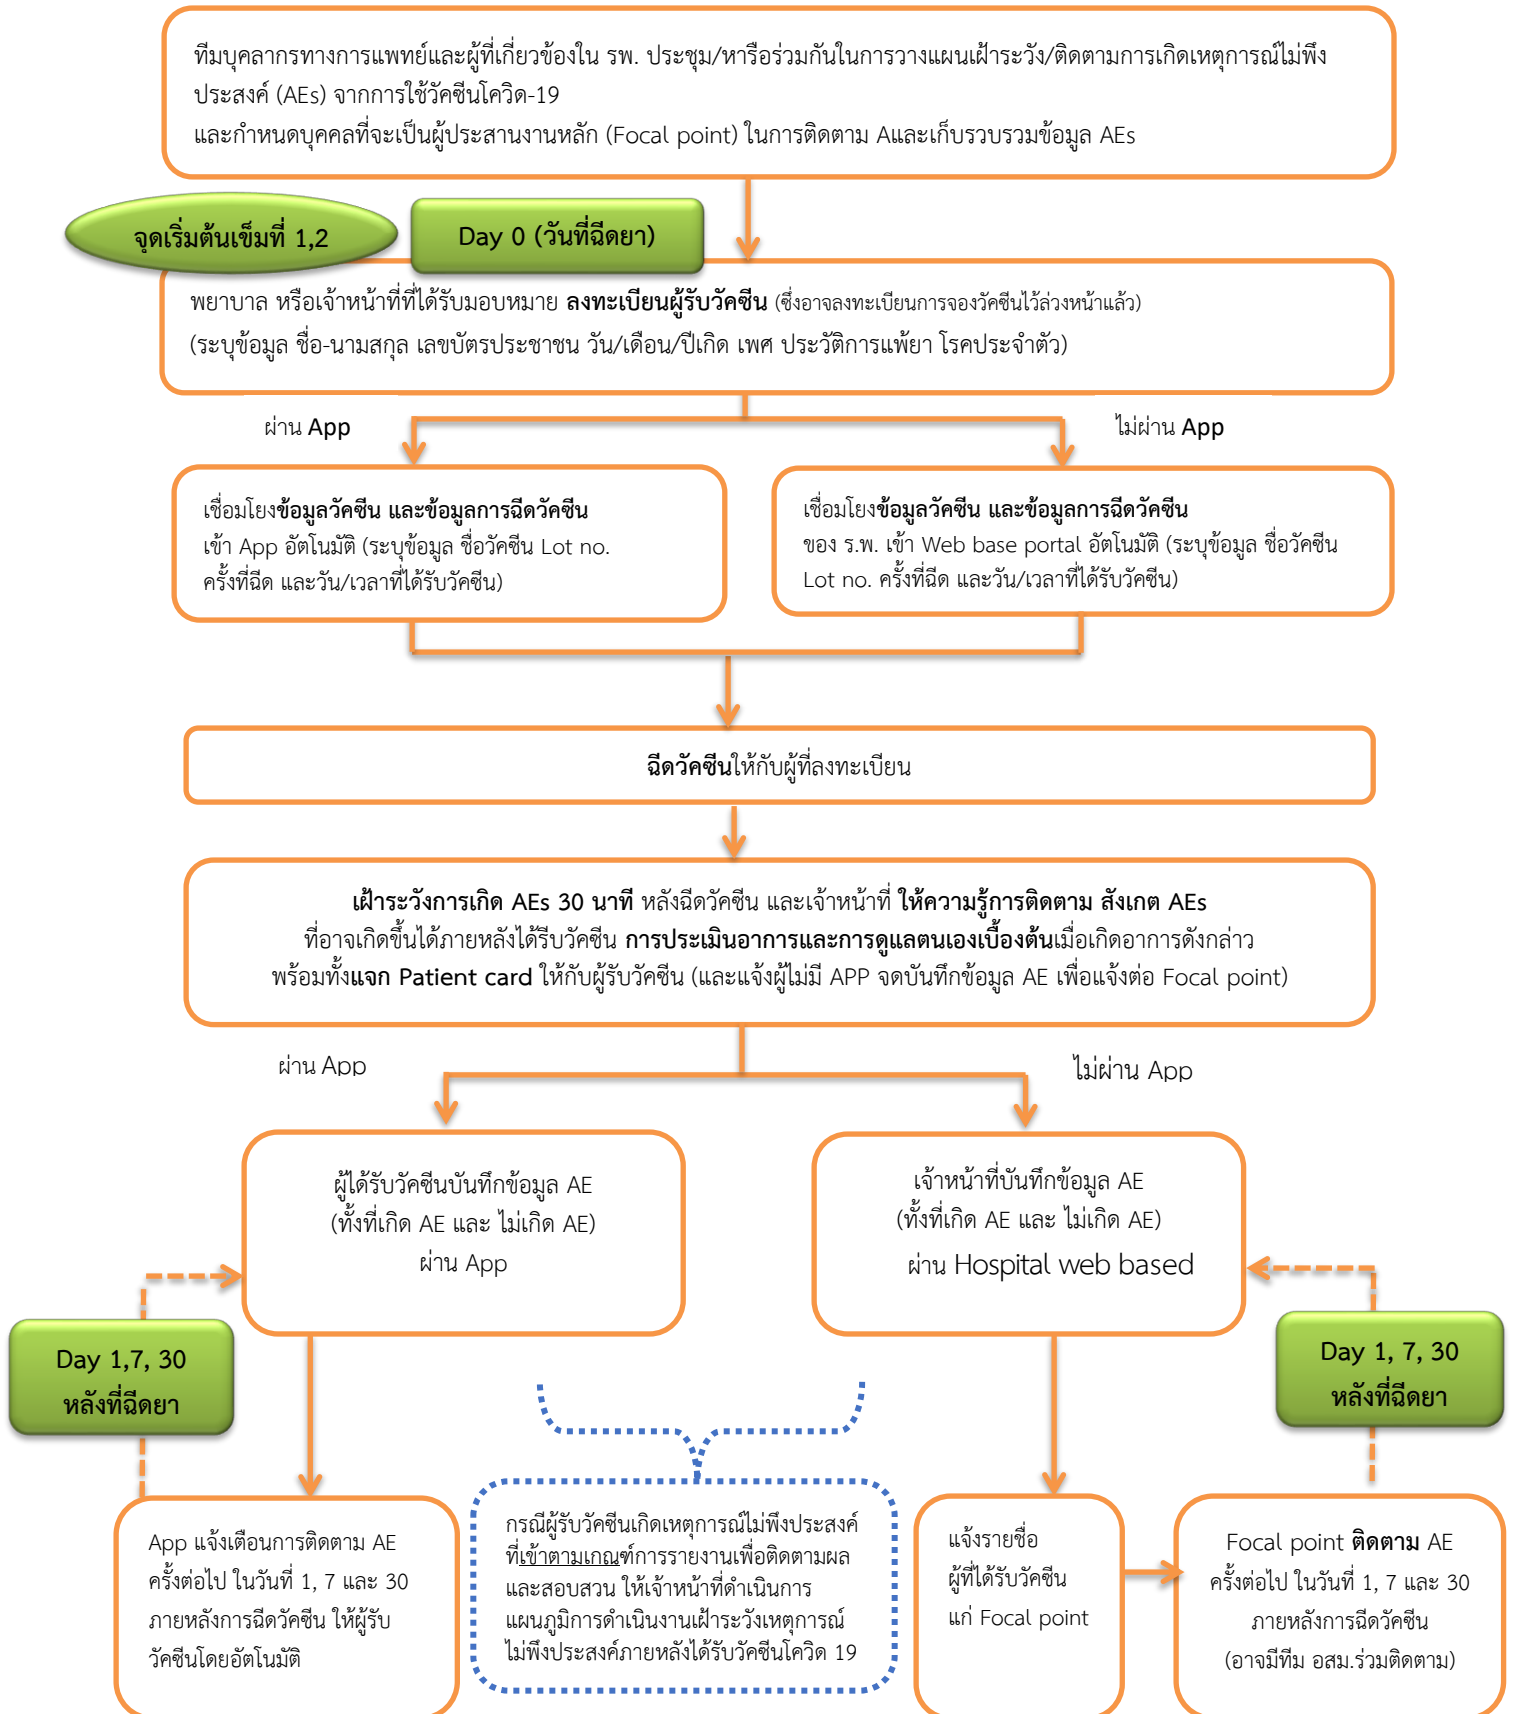 ทีมบุคลากรทางการแพทย์และผู้ที่เกี่ยวข้องใน รพ. ประชุม/หารือร่วมกันในการวางแผนเฝ้าระวัง/ติดตามการเกิดเหตุการณ์ไม่พึง
ประสงค์ (AEs) จากการใช้วัคซีนโควิด-19
และกำหนดบุคคลที่จะเป็นผู้ประสานงานหลัก (Focal point) ในการติดตาม Aและเก็บรวบรวมข้อมูล AEs
จุดเริ่มต้นเข็มที่ 1,2
Day 0 (วันที่ฉีดยา)
พยาบาล หรือเจ้าหน้าที่ที่ได้รับมอบหมาย ลงทะเบียนผู้รับวัคซีน (ซึ่งอาจลงทะเบียนการจองวัคซีนไว้ล่วงหน้าแล้ว)
(ระบุข้อมูล ชื่อ-นามสกุล เลขบัตรประชาชน วัน/เดือน/ปีเกิด เพศ ประวัติการแพ้ยา โรคประจำตัว)
ผ่าน App
ไม่ผ่าน App
เชื่อมโยงข้อมูลวัคซีน และข้อมูลการฉีดวัคซีน
เข้า App อัตโนมัติ (ระบุข้อมูล ชื่อวัคซีน Lot no.
ครั้งที่ฉีด และวัน/เวลาที่ได้รับวัคซีน)
เชื่อมโยงข้อมูลวัคซีน และข้อมูลการฉีดวัคซีน
ของ ร.พ. เข้า Web base portal อัตโนมัติ (ระบุข้อมูล ชื่อวัคซีน
Lot no. ครั้งที่ฉีด และวัน/เวลาที่ได้รับวัคซีน)
ฉีดวัคซีนให้กับผู้ที่ลงทะเบียน
เฝ้าระวังการเกิด AEs 30 นาที หลังฉีดวัคซีน และเจ้าหน้าที่ ให้ความรู้การติดตาม สังเกต AEs
ที่อาจเกิดขึ้นได้ภายหลังได้รีบวัคซีน การประเมินอาการและการดูแลตนเองเบื้องต้นเมื่อเกิดอาการดังกล่าว
พร้อมทั้งแจก Patient card ให้กับผู้รับวัคซีน (และแจ้งผู้ไม่มี APP จดบันทึกข้อมูล AE เพื่อแจ้งต่อ Focal point)
ผ่าน App
ไม่ผ่าน App
ผู้ได้รับวัคซีนบันทึกข้อมูล AE
(ทั้งที่เกิด AE และ ไม่เกิด AE)
ผ่าน App
เจ้าหน้าที่บันทึกข้อมูล AE
(ทั้งที่เกิด AE และ ไม่เกิด AE)
ผ่าน Hospital web based
Day 1,7, 30
หลังที่ฉีดยา
Day 1, 7, 30
หลังที่ฉีดยา
App แจ้งเตือนการติดตาม AE
ครั้งต่อไป ในวันที่ 1, 7 และ 30
ภายหลังการฉีดวัคซีน ให้ผู้รับ
วัคซีนโดยอัตโนมัติ
กรณีผู้รับวัคซีนเกิดเหตุการณ์ไม่พึงประสงค์
ที่เข้าตามเกณฑ์การรายงานเพื่อติดตามผล
และสอบสวน ให้เจ้าหน้าที่ดำเนินการ
แผนภูมิการดำเนินงานเฝ้าระวังเหตุการณ์
ไม่พึงประสงค์ภายหลังได้รับวัคซีนโควิด 19
แจ้งรายชื่อ
ผู้ที่ได้รับวัคซีน
แก่ Focal point
Focal point ติดตาม AE
ครั้งต่อไป ในวันที่ 1, 7 และ 30
ภายหลังการฉีดวัคซีน
(อาจมีทีม อสม.ร่วมติดตาม)